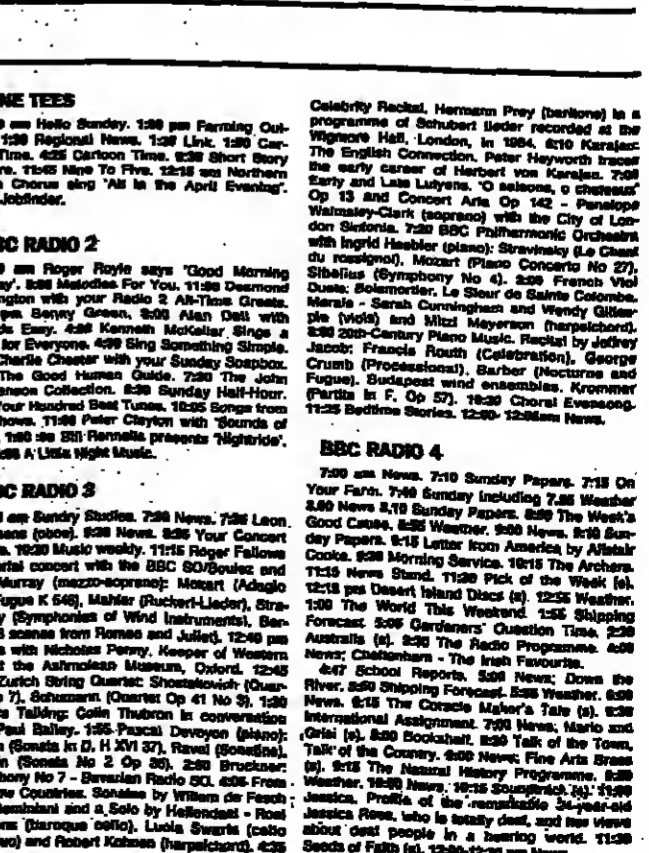 NE TEES
am Hello Sunday. 1:00 pm Farming Out-
1:30 Regional News. 1:35 Link. 1:50 Car-
Time. 4:25 Cartoon Time. 9:30 Short Story
11:45 Nine To Five. 12:15 am Northern
Chorus sing 'All in the April Evening'.
Jobfinder.
BC RADIO 2
am Roger Royle says 'Good Morning
Melodies For You. 11:00 Desmond
ington with your Radio 2 All-Time Greats.
Benny Green. 3:00 Alan Dell with
Easy. 4:00 Kenneth McKellar Sings a
for Everyone. 4:30 Sing Something Simple.
Charlie Chester with your Sunday Soapbox.
The Good Human Guide. 7:30 The John
Collection. 8:30 Sunday Half-Hour.
Your Hundred Best Tunes. 10:05 Songs from
hows. 11:00 Peter Clayton with 'Sounds of
1:00 am Bill Rennells presents 'Nightride'.
A Little Night Music.
C RADIO 3
am Sundry Studies. 7:30 News. 7:35 Leon
(oboe). 9:00 News. 9:05 Your Concert
10:30 Music weekly. 11:15 Roger Fellows
concert with the BBC SO/Boulez and
Murray (mezzo-soprano): Mozart (Adagio
Fugue K 546), Mahler (Ruckert-Lieder), Stra-
(Symphonies of Wind Instruments), Ber-
scenes from Romeo and Juliet). 12:40 pm
with Nicholas Penny, Keeper of Western
at the Ashmolean Museum, Oxford. 12:45
Zurich String Quartet: Shostakovich (Quar-
7), Schumann (Quartet Op 41 No 3). 1:30
Talking: Colin Thubron in conversation
Paul Bailey. 1:55 Pascal Devoyon (piano):
(Sonata in D, H XVI 37), Ravel (Sonatine),
(Sonata No 2 Op 36). 2:50 Bruckner:
hony No 7 - Bavarian Radio SO. 4:05 From
Countries. Sonatas by Willem de Fesch
and a Solo by Hellendaal -
(baroque cello), Lucia Swarts (cello
wo) and Robert Kohnen (harpsichord). 4:35
Celebrity Recital. Hermann Prey (baritone) in a
programme of Schubert lieder recorded at the
Wigmore Hall, London, in 1984. 6:10 Karajan:
The English Connection. Peter Heyworth traces
the early career of Herbert von Karajan. 7:00
Early and Late Lutyens. 'O saisons, o chateaux'
Op 13 and Concert Aria Op 142 - Penelope
Walmsley-Clark (soprano) with the City of Lon-
don Sinfonia. 7:30 BBC Philharmonic Orchestra
with Ingrid Haebler (piano): Stravinsky (Le Chant
du rossignol), Mozart (Piano Concerto No 27),
Sibelius (Symphony No 4). 9:00 French Viol
Duets: Boismortier, Le Sieur de Sainte Colombe,
Marais - Sarah Cunningham and Wendy Gilles-
pie (viols) and Mitzi Meyerson (harpsichord).
20th-Century Piano Music. Recital by Jeffrey
Jacob: Francis Routh (Celebration), George
Crumb (Processional), Barber (Nocturne and
Fugue). Budapest wind ensembles. Krommer
(Partita in F, Op 57). 10:30 Choral Evensong.
11:25 Bedtime Stories. 12:00-12:05am News.
BBC RADIO 4
7:00 am News. 7:10 Sunday Papers. 7:15 On
Your Farm. 7:40 Sunday including 7.55 Weather
8.00 News 8.10 Sunday Papers. 8:50 The Week's
Good Cause. 8:55 Weather. 9:00 News. 9:10 Sun-
day Papers. 9:15 Letter from America by Alistair
Cooke. 9:30 Morning Service. 10:15 The Archers.
11:15 News Stand. 11:30 Pick of the Week (s).
12:15 pm Desert Island Discs (s). 12:55 Weather.
1:00 The World This Weekend. 1:55 Shipping
Forecast. Gardeners' Question Time. 2:30
Australia (s). The Radio Programme. 4:00
News; Cheltenham - The Irish Favourite.
4:47 School Reports. 5:00 News; Down the
River. 5:50 Shipping Forecast. 5:55 Weather. 6:00
News. 6:15 The Coracle Maker's Tale (s). 6:30
International Assignment. 7:00 News; Mario and
Grisi (s). 8:00 Bookshelf. 8:30 Talk of the Town,
Talk of the Country. 9:00 News; Fine Arts Brass
(s). 9:15 The Natural History Programme. 9:50
Weather. 10:00 News. 10:15 Soundtrack (s). 11:00
Jessica. Profile of the remarkable 24-year-old
Jessica Rees, who is totally deaf, and her views
about deaf people in a hearing world. 11:30
Seeds of Faith (s). 12:00-12:30 am News.